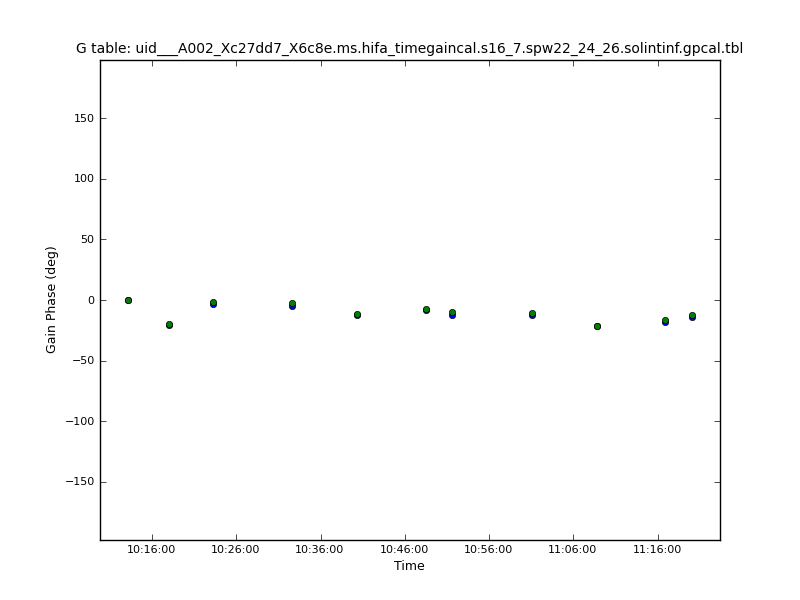 G table: uid___A002_Xc27dd7_X6c8e.ms.hifa_timegaincal.s16_7.spw22_24_26.solintinf.gpcal.tbl
150
100
50
0
−50
−100
−150
Gain Phase (deg)
10:16:00 10:26:00 10:36:00 10:46:00 10:56:00 11:06:00 11:16:00
Time